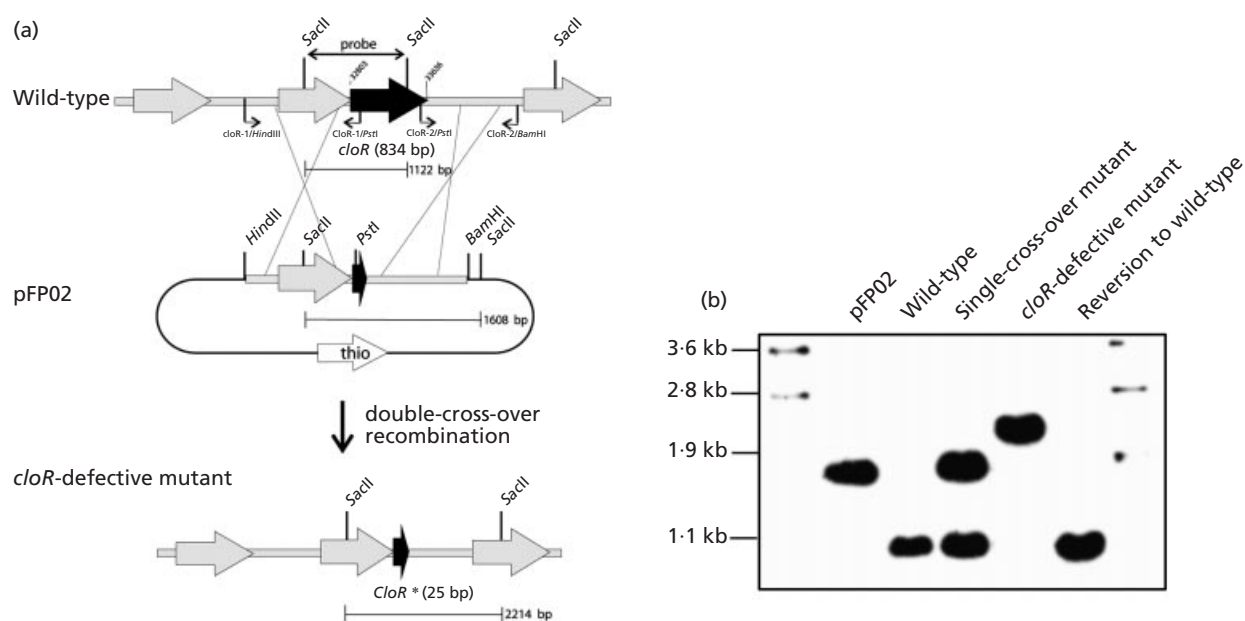 (a)
SacII
SacII
SacII
probe
32803
33636
Wild-type
cloR-1/HindIII
CloR-1/PstI
CloR-2/PstI
CloR-2/BamHI
cloR (834 bp)
1122 bp
HindII
SacII
PstI
BamHI
SacII
pFP02
1608 bp
thio
double-cross-over
recombination
cloR-defective mutant
SacII
SacII
CloR * (25 bp)
2214 bp
(b)
pFP02
Wild-type
Single-cross-over mutant
cloR-defective mutant
Reversion to wild-type
3·6 kb
2·8 kb
1·9 kb
1·1 kb